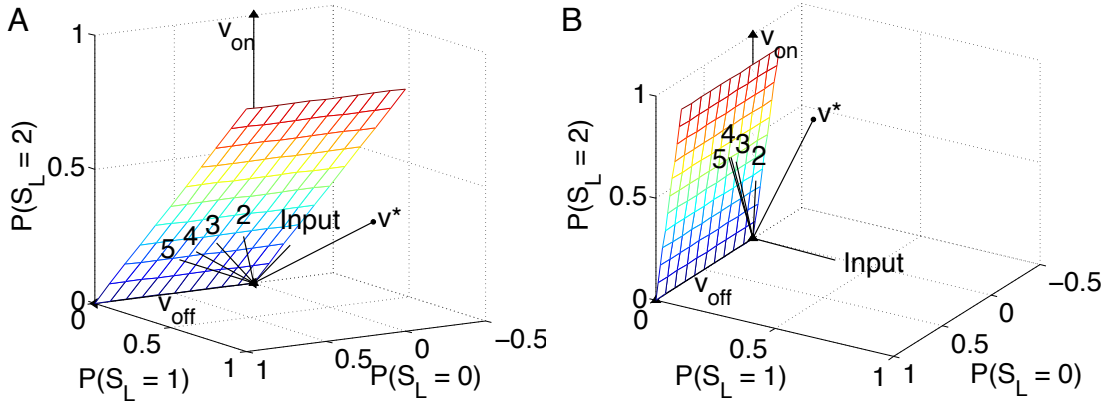 A
1
0.5
0
P(S_L = 2)
v_on
v_off
5
4
3
2
Input
v*
0
0.5
1
P(S_L = 1)
1
0.5
0
−0.5
P(S_L = 0)
B
1
0.5
0
P(S_L = 2)
v_on
v_off
4
3
5
2
v*
Input
0
0.5
1
P(S_L = 1)
1
0.5
0
−0.5
P(S_L = 0)